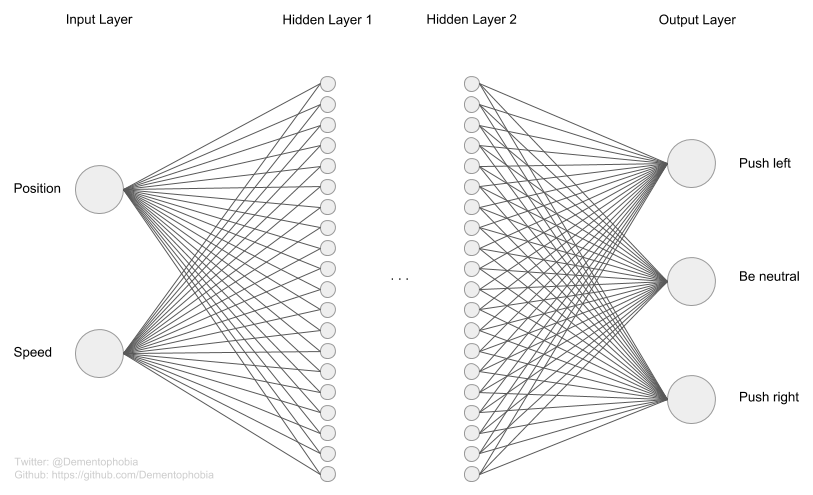 Input Layer
Hidden Layer 1
Hidden Layer 2
Output Layer
Position
Speed
. . .
Push left
Be neutral
Push right
Twitter: @Dementophobia
Github: https://github.com/Dementophobia